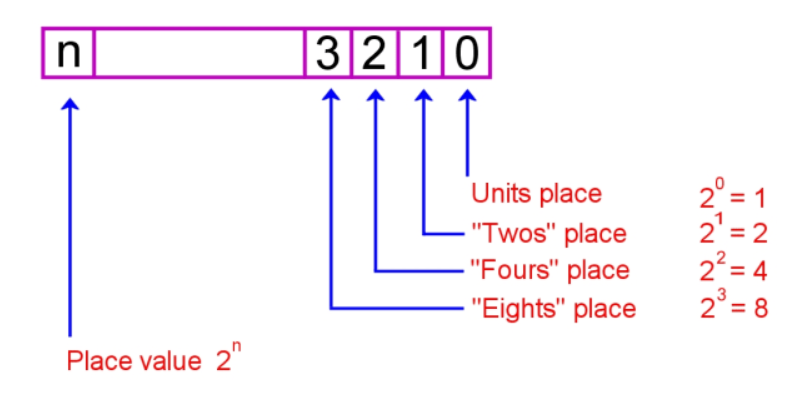 n 3 2 1 0
Units place 2⁰ = 1
"Twos" place 2¹ = 2
"Fours" place 2² = 4
"Eights" place 2³ = 8
Place value 2ⁿ